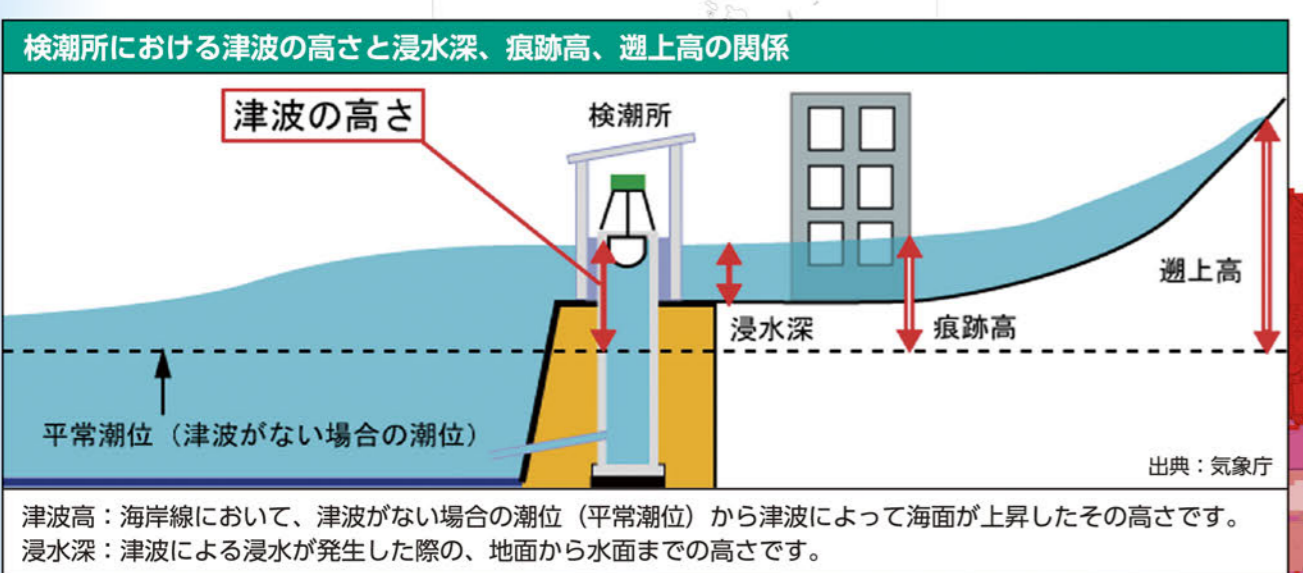 検潮所における津波の高さと浸水深、痕跡高、遡上高の関係
津波の高さ
検潮所
遡上高
浸水深
痕跡高
平常潮位（津波がない場合の潮位）
出典：気象庁
津波高：海岸線において、津波がない場合の潮位（平常潮位）から津波によって海面が上昇したその高さです。
浸水深：津波による浸水が発生した際の、地面から水面までの高さです。